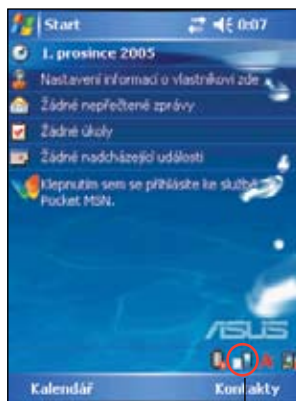 Start 0:07
1. prosince 2005
Nastavení informací o vlastníkovi zde
Žádné nepřečtené zprávy
Žádné úkoly
Žádné nadcházející události
Klepnutím sem se přihlásíte ke službě
Pocket MSN.
ASUS
Kalendář Kontakty